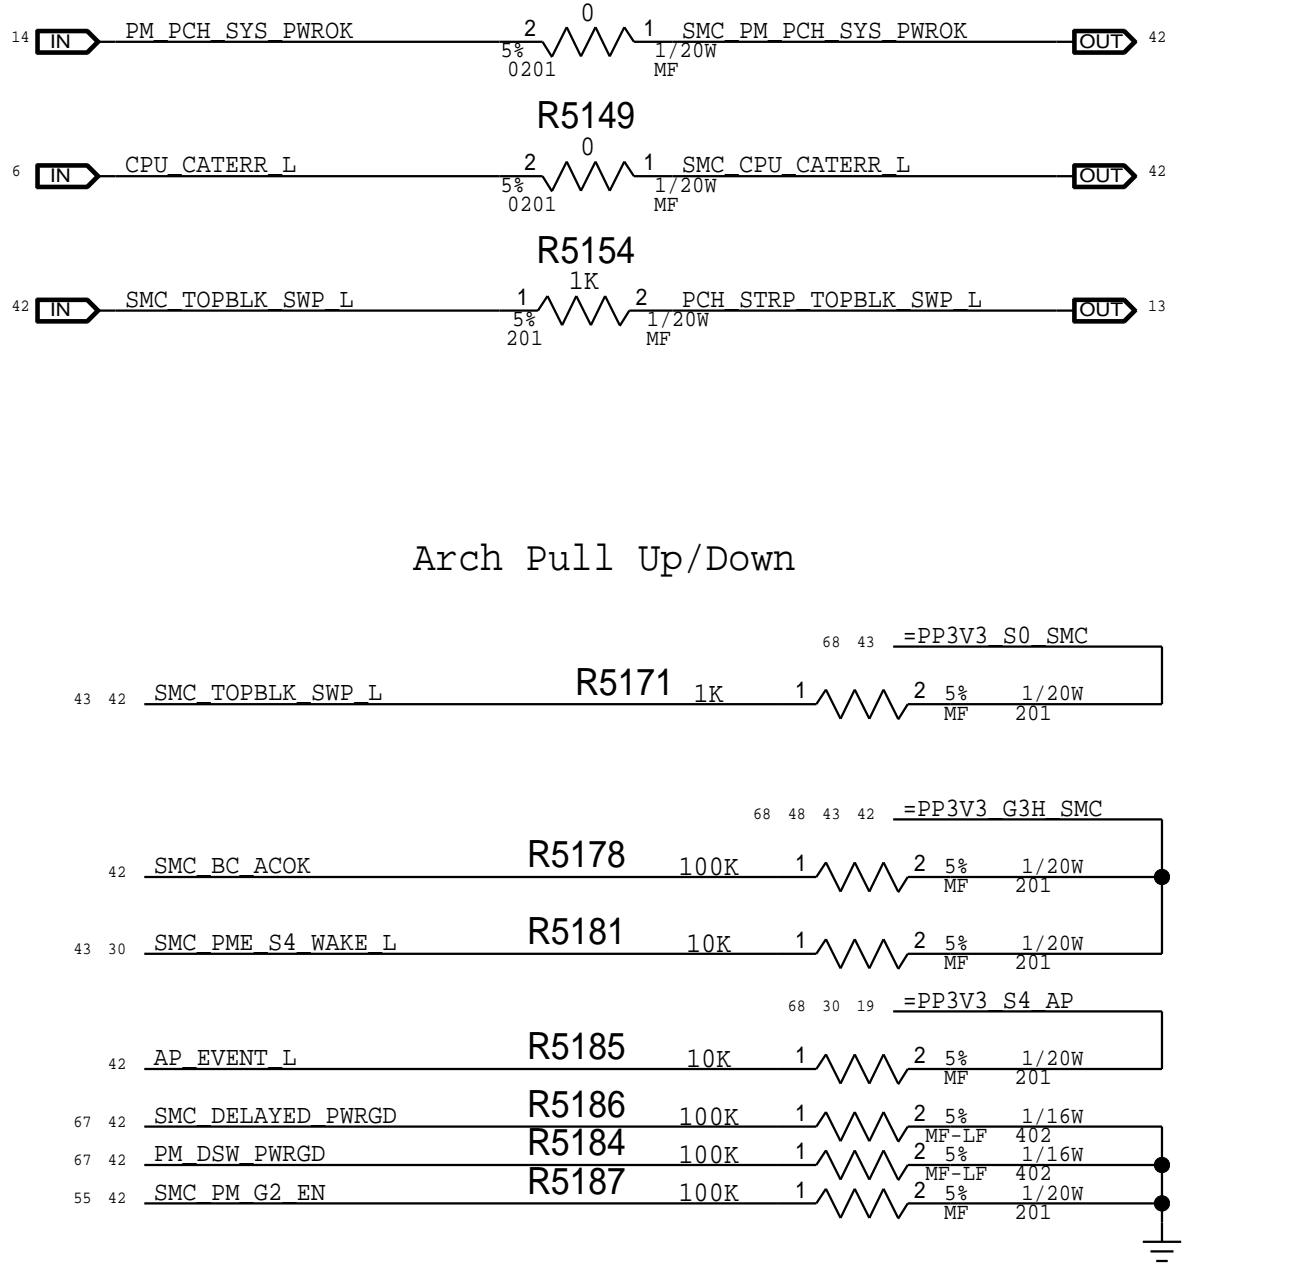 0
14 IN PM_PCH_SYS_PWROK 2 1 SMC_PM_PCH_SYS_PWROK OUT 42
5% 1/20W
0201 MF
R5149
0
6 IN CPU_CATERR_L 2 1 SMC_CPU_CATERR_L OUT 42
5% 1/20W
0201 MF
R5154
1K
42 IN SMC_TOPBLK_SWP_L 1 2 PCH_STRP_TOPBLK_SWP_L OUT 13
5% 1/20W
201 MF
Arch Pull Up/Down
68 43 =PP3V3_S0_SMC
43 42 SMC_TOPBLK_SWP_L R5171 1K 1 2 5% 1/20W
MF 201
68 48 43 42 =PP3V3_G3H_SMC
42 SMC_BC_ACOK R5178 100K 1 2 5% 1/20W
MF 201
43 30 SMC_PME_S4_WAKE_L R5181 10K 1 2 5% 1/20W
MF 201
68 30 19 =PP3V3_S4_AP
42 AP_EVENT_L R5185 10K 1 2 5% 1/20W
MF 201
67 42 SMC_DELAYED_PWRGD R5186 100K 1 2 5% 1/16W
MF-LF 402
67 42 PM_DSW_PWRGD R5184 100K 1 2 5% 1/16W
MF-LF 402
55 42 SMC_PM_G2_EN R5187 100K 1 2 5% 1/20W
MF 201